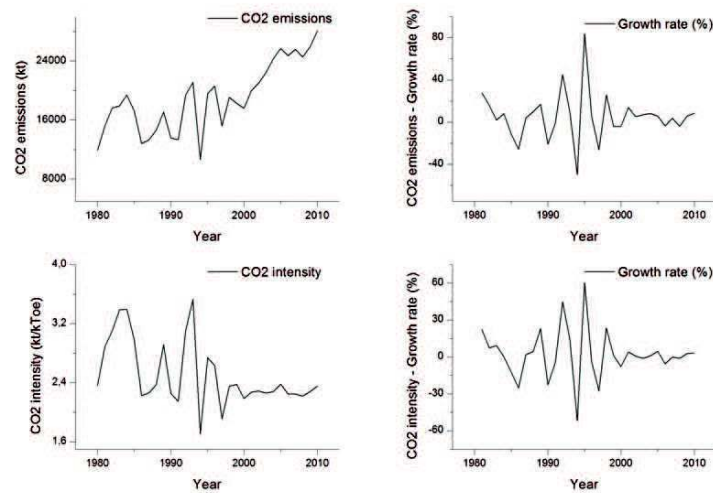 CO2 emissions
CO2 emissions (kt)
24000
16000
8000
1980 1990 2000 2010
Year
Growth rate (%)
CO2 emissions - Growth rate (%)
80
40
0
-40
1980 1990 2000 2010
Year
CO2 intensity
CO2 intensity (kt/kToe)
4,0
3,2
2,4
1,6
1980 1990 2000 2010
Year
Growth rate (%)
CO2 intensity - Growth rate (%)
60
30
0
-30
-60
1980 1990 2000 2010
Year